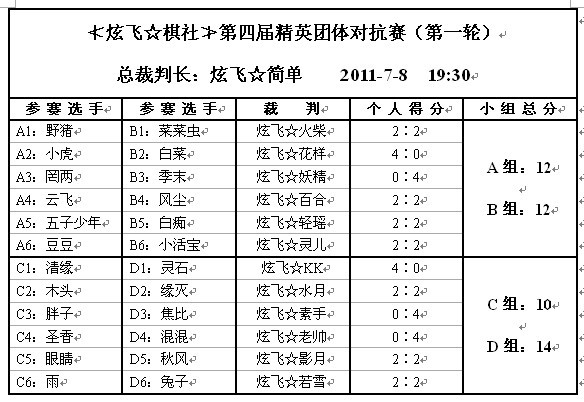 ≮炫飞☆棋社≯第四届精英团体对抗赛（第一轮）
总裁判长：炫飞☆简单 2011-7-8 19:30
参赛选手 参赛选手 裁判 个人得分 小组总分
A1：野猪 B1：菜菜虫 炫飞☆火柴 2：2
A2：小虎 B2：白菜 炫飞☆花样 4：0
A3：罔两 B3：季末 炫飞☆妖精 0：4
A4：云飞 B4：风尘 炫飞☆百合 2：2
A5：五子少年 B5：白痴 炫飞☆轻瑶 2：2
A6：豆豆 B6：小活宝 炫飞☆灵儿 2：2
A组：12
B组：12
C1：清缘 D1：灵石 炫飞☆KK 4：0
C2：木头 D2：缘灭 炫飞☆水月 2：2
C3：胖子 D3：焦比 炫飞☆素手 0：4
C4：圣香 D4：混混 炫飞☆老帅 0：4
C5：眼睛 D5：秋风 炫飞☆影月 2：2
C6：雨 D6：兔子 炫飞☆若雪 2：2
C组：10
D组：14